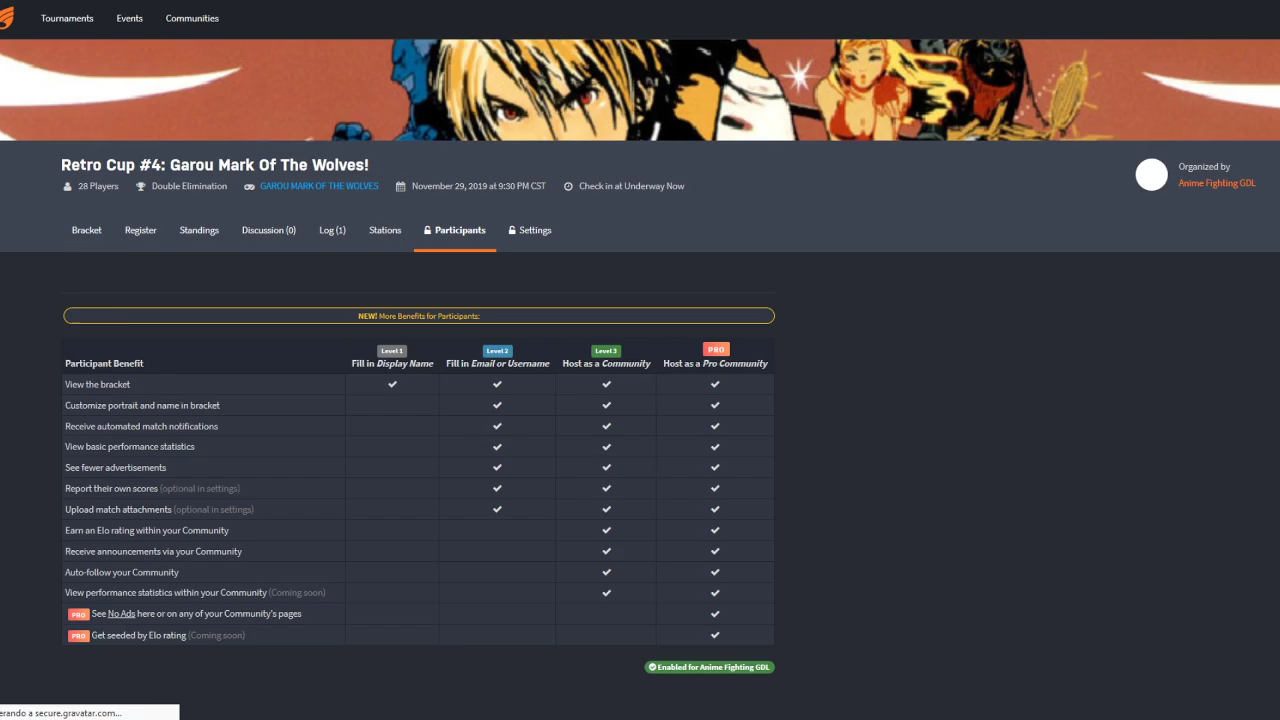 Tournaments Events Communities
Retro Cup #4: Garou Mark Of The Wolves!
28 Players Double Elimination GAROU MARK OF THE WOLVES November 29, 2019 at 9:30 PM CST Check in at Underway Now
Organized by
Anime Fighting GDL
Bracket Register Standings Discussion (0) Log (1) Stations Participants Settings
NEW! More Benefits for Participants:
Level 1 Level 2 Level 3 PRO
Participant Benefit Fill in Display Name Fill in Email or Username Host as a Community Host as a Pro Community
View the bracket
Customize portrait and name in bracket
Receive automated match notifications
View basic performance statistics
See fewer advertisements
Report their own scores (optional in settings)
Upload match attachments (optional in settings)
Earn an Elo rating within your Community
Receive announcements via your Community
Auto-follow your Community
View performance statistics within your Community (Coming soon)
PRO See No Ads here or on any of your Community's pages
PRO Get seeded by Elo rating (Coming soon)
Enabled for Anime Fighting GDL
erando a secure.gravatar.com...